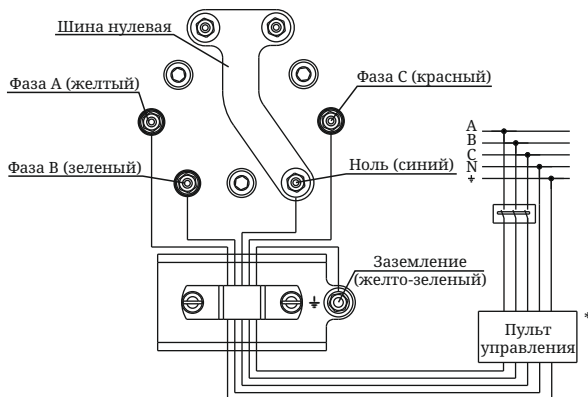 Шина нулевая
Фаза А (желтый)
Фаза С (красный)
Фаза В (зеленый)
Ноль (синий)
Заземление
(желто-зеленый)
A
B
C
N
⏚
⏚
Пульт
управления
*